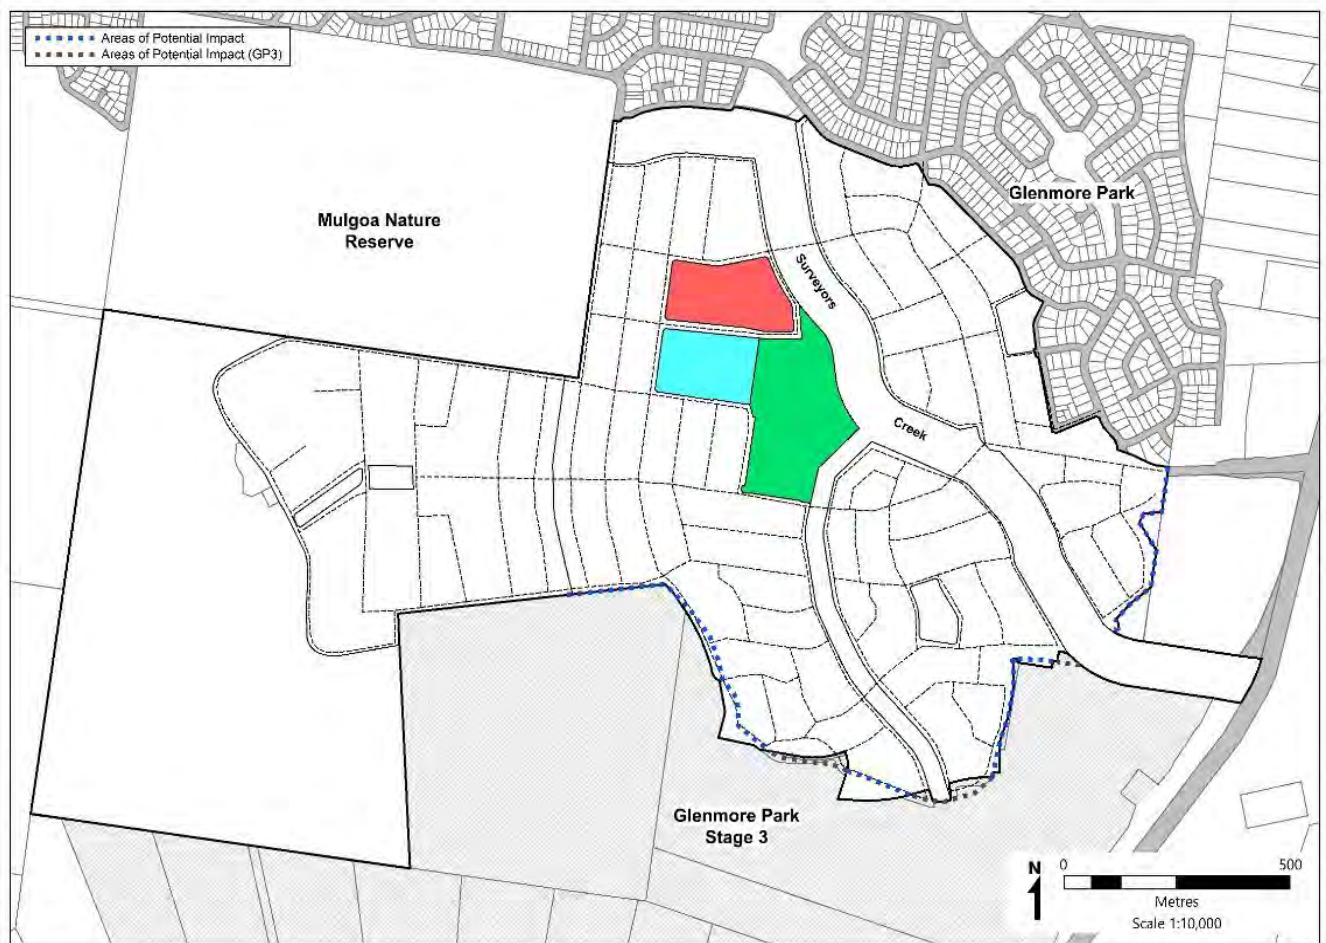 Areas of Potential Impact
Areas of Potential Impact (GP3)
Glenmore Park
Mulgoa Nature
Reserve
Surveyors
Creek
Glenmore Park
Stage 3
N
0 500
Metres
Scale 1:10,000